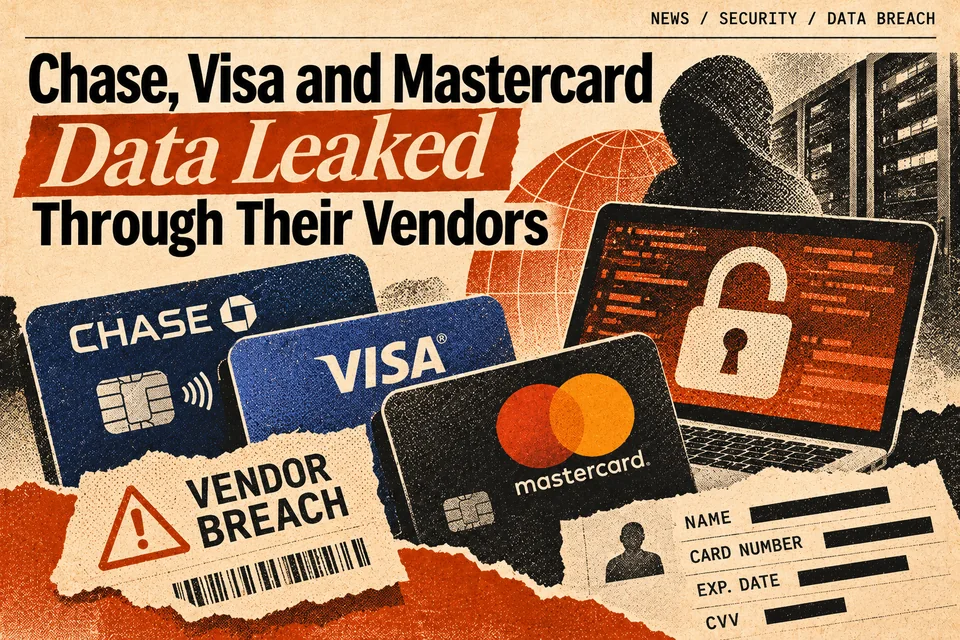 NEWS / SECURITY / DATA BREACH
Chase, Visa and Mastercard
Data Leaked
Through Their Vendors
CHASE
VISA®
mastercard.
VENDOR
BREACH
NAME
CARD NUMBER
EXP. DATE
CVV